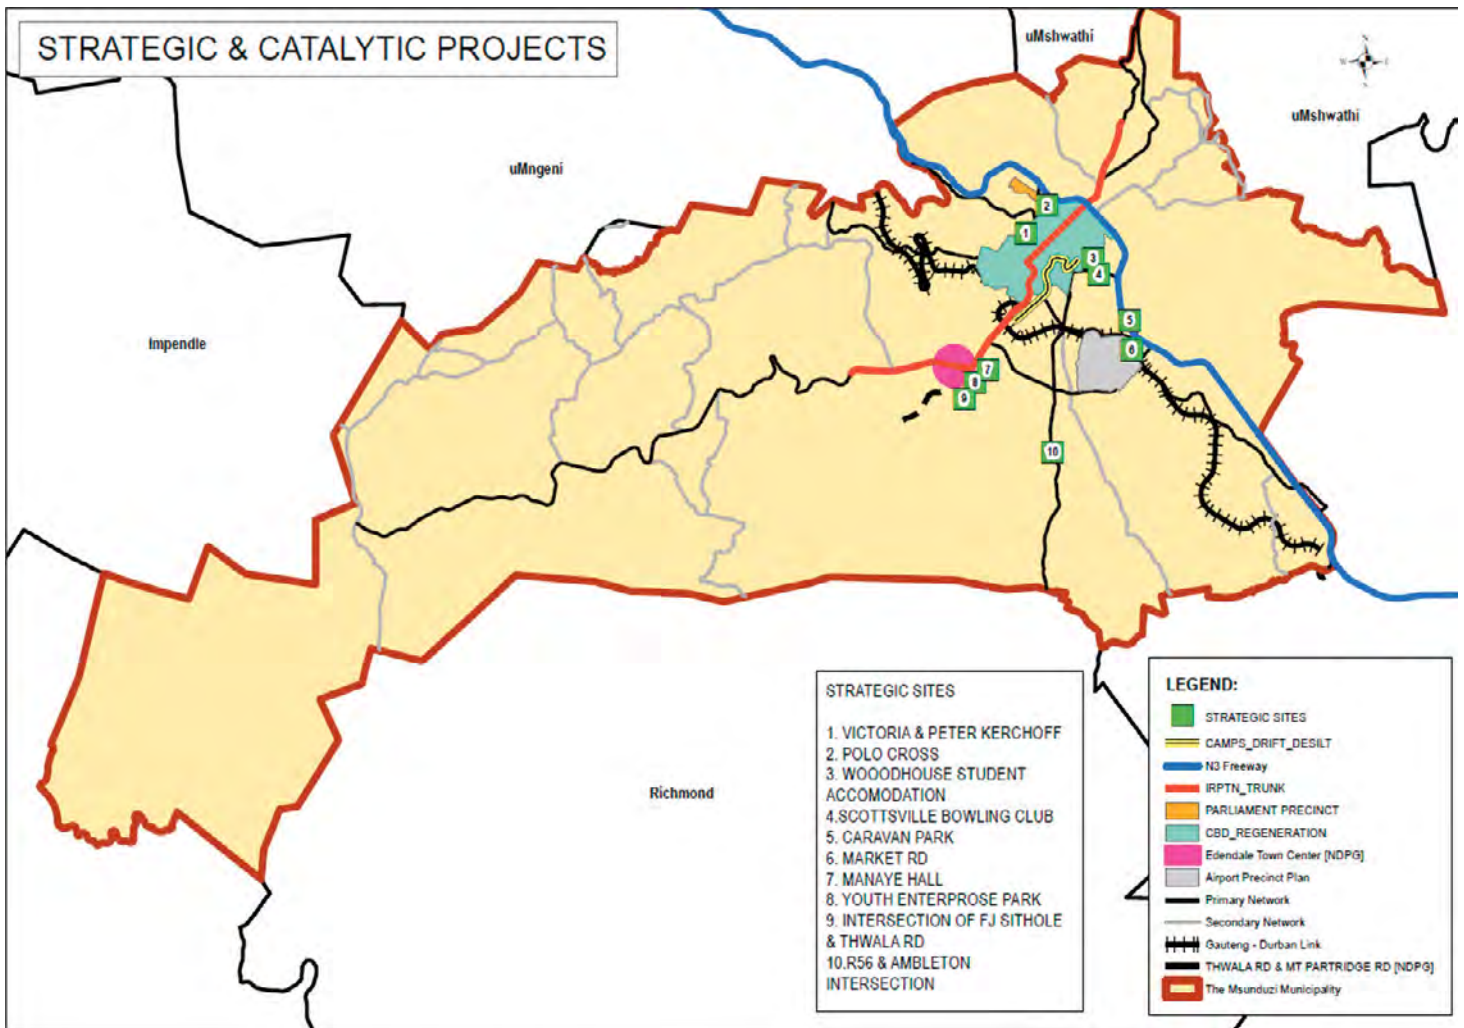 STRATEGIC & CATALYTIC PROJECTS
uMshwathi
uMshwathi
uMngeni
Impendle
Richmond
2
1
3
4
5
6
7
8
9
10
STRATEGIC SITES
1. VICTORIA & PETER KERCHOFF
2. POLO CROSS
3. WOOODHOUSE STUDENT
ACCOMODATION
4.SCOTTSVILLE BOWLING CLUB
5. CARAVAN PARK
6. MARKET RD
7. MANAYE HALL
8. YOUTH ENTERPROSE PARK
9. INTERSECTION OF FJ SITHOLE
& THWALA RD
10.R56 & AMBLETON
INTERSECTION
LEGEND:
STRATEGIC SITES
CAMPS_DRIFT_DESILT
N3 Freeway
IRPTN_TRUNK
PARLIAMENT PRECINCT
CBD_REGENERATION
Edendale Town Center [NDPG]
Airport Precinct Plan
Primary Network
Secondary Network
Gauteng - Durban Link
THWALA RD & MT PARTRIDGE RD [NDPG]
The Msunduzi Municipality